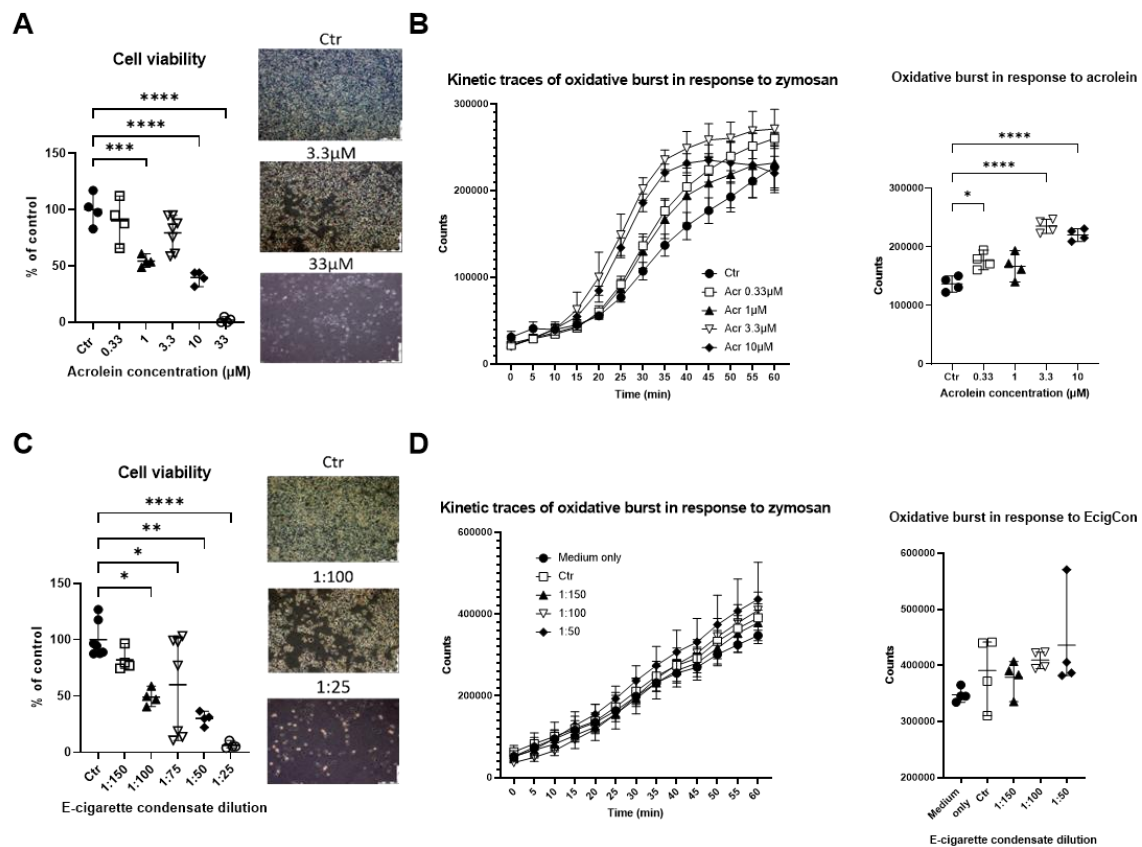 A
Cell viability
****
****
***
150
100
50
0
% of control
Ctr
0.33
1
3.3
10
33
Acrolein concentration (µM)
Ctr
3.3µM
33µM
B
Kinetic traces of oxidative burst in response to zymosan
300000
200000
100000
0
Counts
Ctr
Acr 0.33µM
Acr 1µM
Acr 3.3µM
Acr 10µM
0 5 10 15 20 25 30 35 40 45 50 55 60
Time (min)
Oxidative burst in response to acrolein
****
****
*
300000
200000
100000
0
Counts
Ctr 0.33 1 3.3 10
Acrolein concentration (µM)
C
Cell viability
****
**
*
*
150
100
50
0
% of control
Ctr
1:150
1:100
1:75
1:50
1:25
E-cigarette condensate dilution
Ctr
1:100
1:25
D
Kinetic traces of oxidative burst in response to zymosan
600000
400000
200000
0
Counts
Medium only
Ctr
1:150
1:100
1:50
0 5 10 15 20 25 30 35 40 45 50 55 60
Time (min)
Oxidative burst in response to EcigCon
600000
500000
400000
300000
200000
Counts
Medium
only
Ctr
1:150
1:100
1:50
E-cigarette condensate dilution